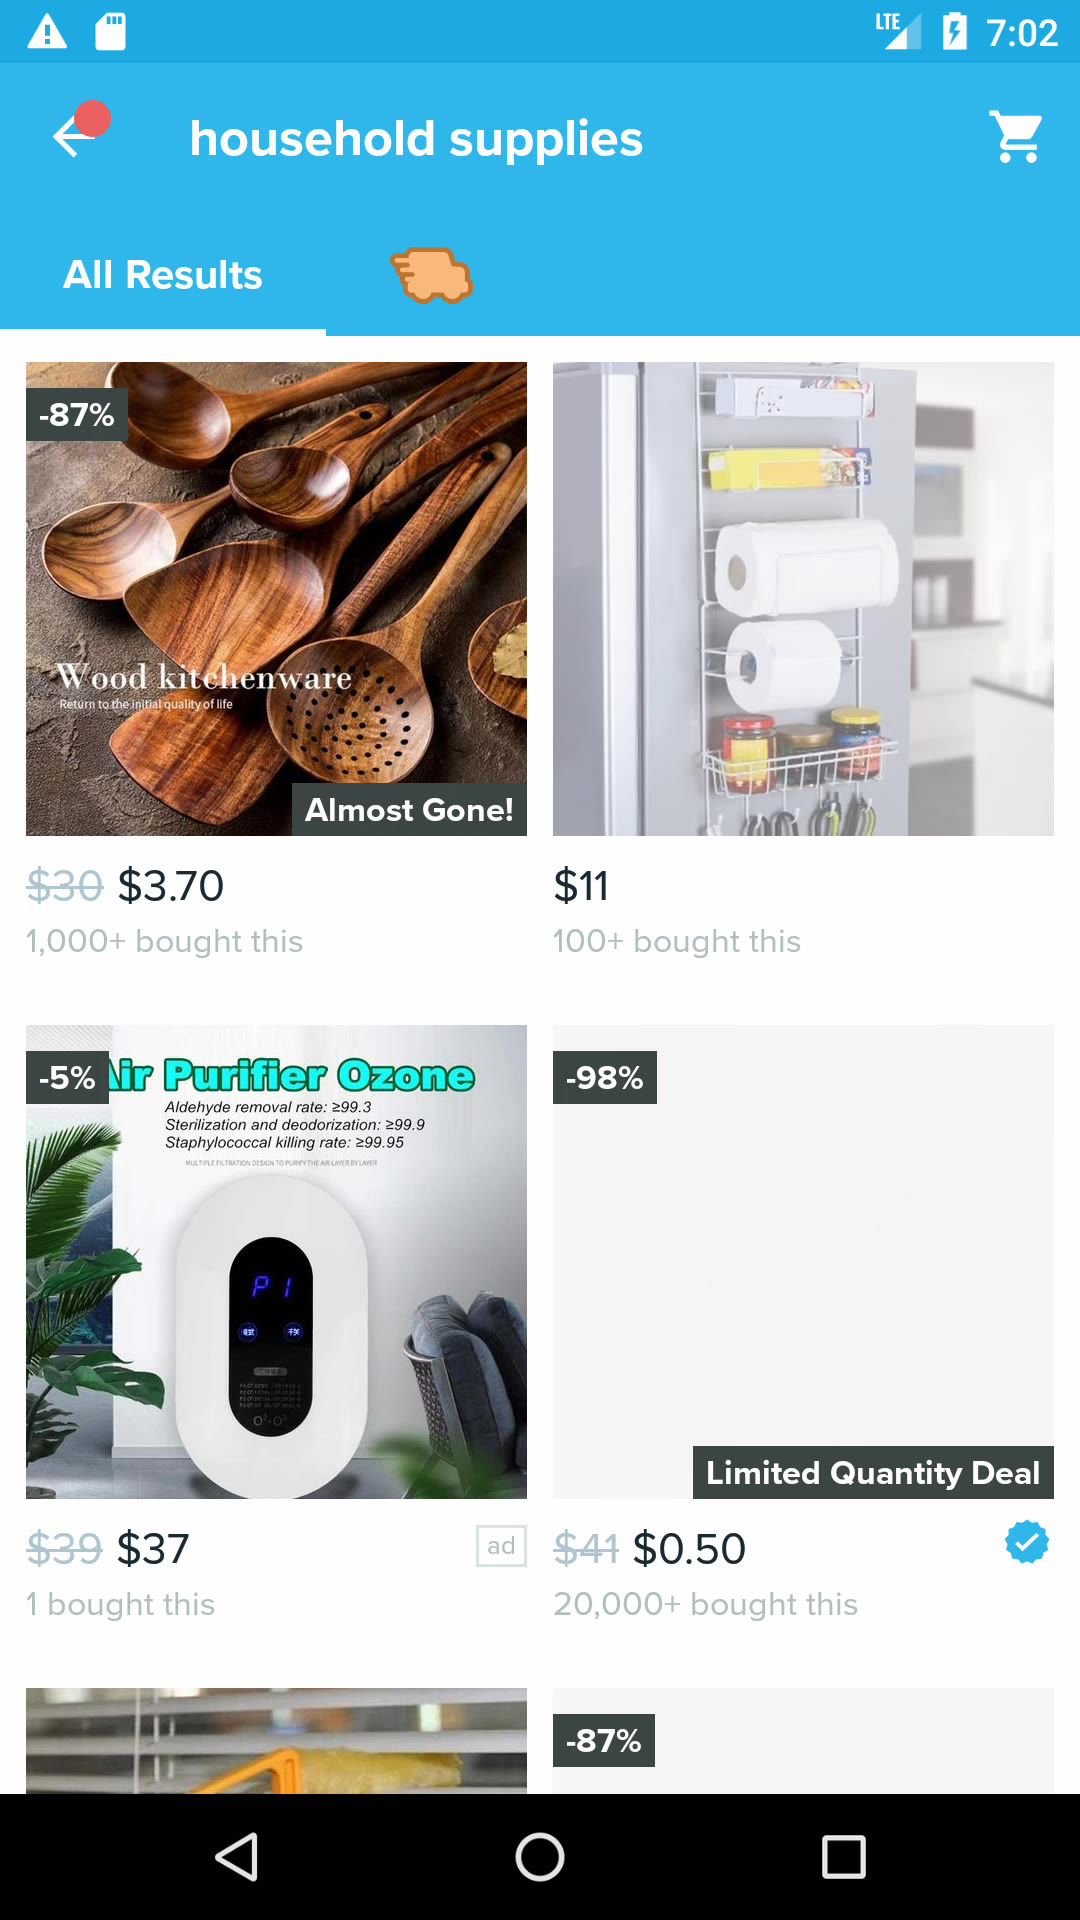 LTE 7:02
household supplies
All Results
-87%
Wood kitchenware
Return to the initial quality of life
Almost Gone!
$30 $3.70
1,000+ bought this
$11
100+ bought this
-5%
Air Purifier Ozone
Aldehyde removal rate: ≥99.3
Sterilization and deodorization: ≥99.9
Staphylococcal killing rate: ≥99.95
MULTIPLE FILTRATION DESIGN TO PURIFY THE AIR LAYER BY LAYER
P1
$39 $37
ad
1 bought this
-98%
Limited Quantity Deal
$41 $0.50
20,000+ bought this
-87%